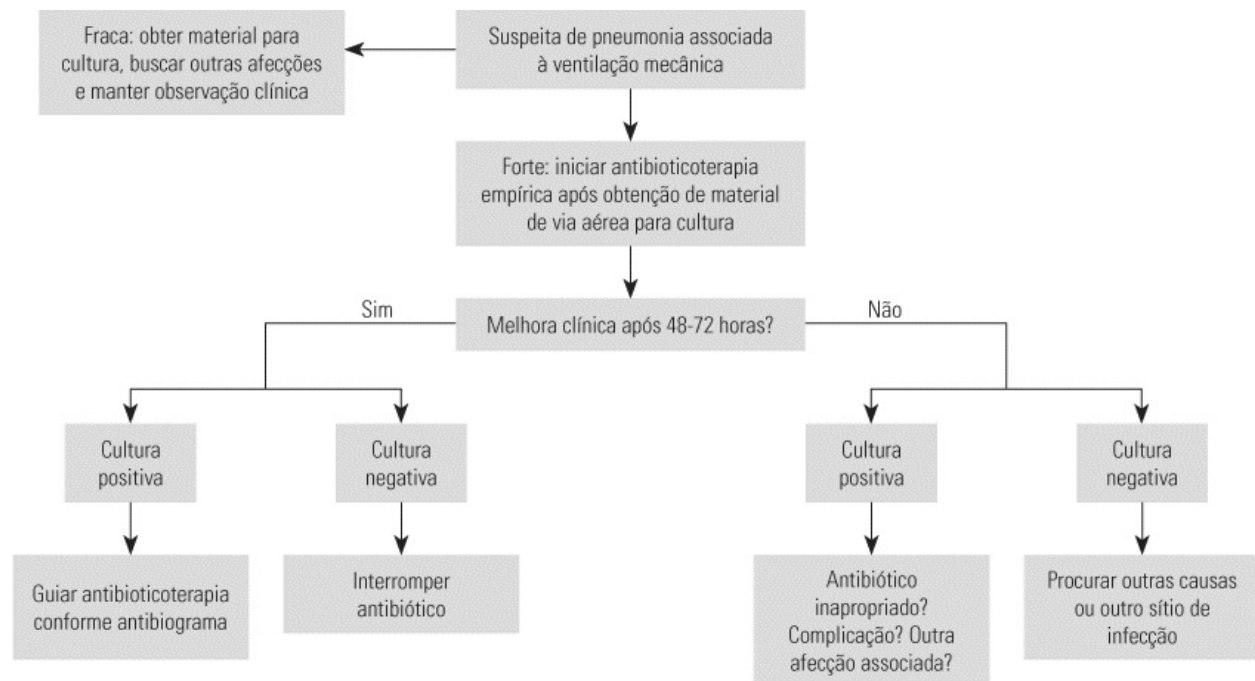 Fraca: obter material para
cultura, buscar outras afecções
e manter observação clínica
Suspeita de pneumonia associada
à ventilação mecânica
Forte: iniciar antibioticoterapia
empírica após obtenção de material
de via aérea para cultura
Melhora clínica após 48-72 horas?
Sim
Não
Cultura
positiva
Cultura
negativa
Cultura
positiva
Cultura
negativa
Guiar antibioticoterapia
conforme antibiograma
Interromper
antibiótico
Antibiótico
inapropriado?
Complicação? Outra
afecção associada?
Procurar outras causas
ou outro sítio de
infecção